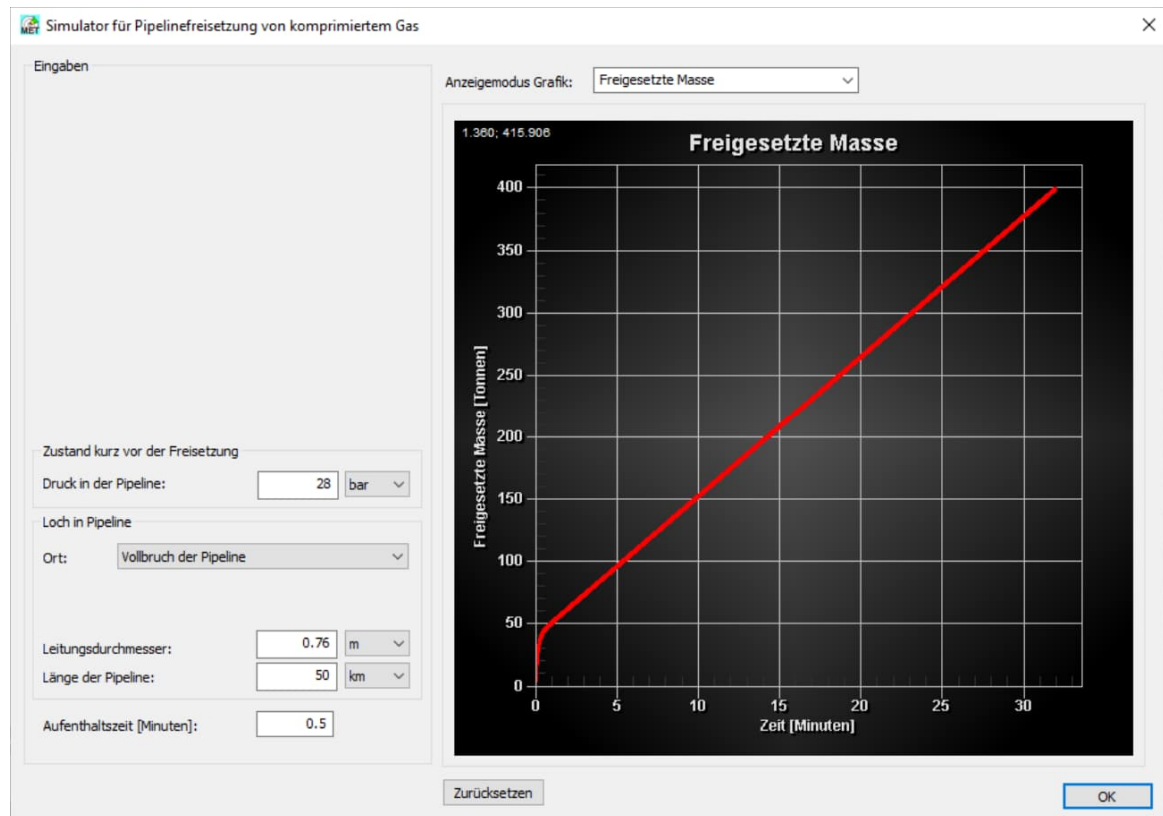 MET Simulator für Pipelinefreisetzung von komprimiertem Gas
Eingaben
Zustand kurz vor der Freisetzung
Druck in der Pipeline: 28 bar
Loch in Pipeline
Ort: Vollbruch der Pipeline
Leitungsdurchmesser: 0.76 m
Länge der Pipeline: 50 km
Aufenthaltszeit [Minuten]: 0.5
Anzeigemodus Grafik: Freigesetzte Masse
1.360; 415.906
Freigesetzte Masse
400
350
300
250
200
150
100
50
0
Freigesetzte Masse [Tonnen]
0 5 10 15 20 25 30
Zeit [Minuten]
Zurücksetzen
OK